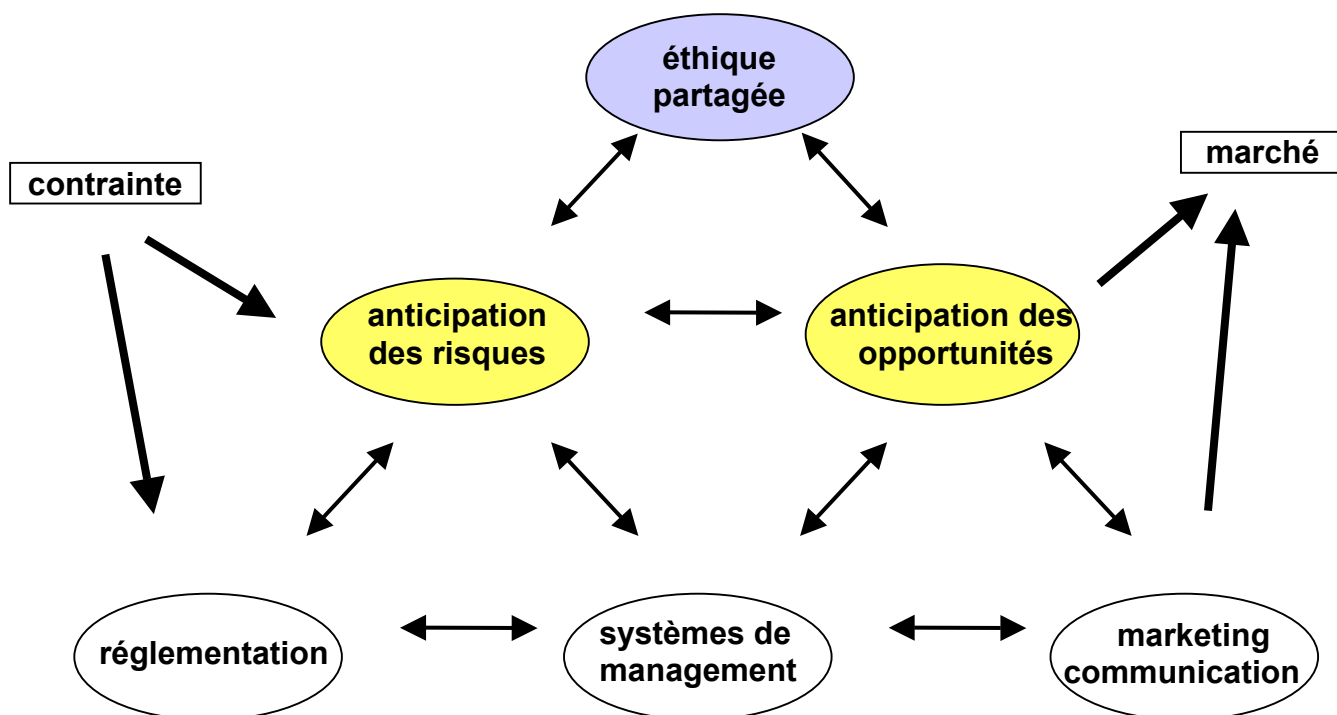 éthique
partagée
contrainte
marché
anticipation
des risques
anticipation des
opportunités
réglementation
systèmes de
management
marketing
communication